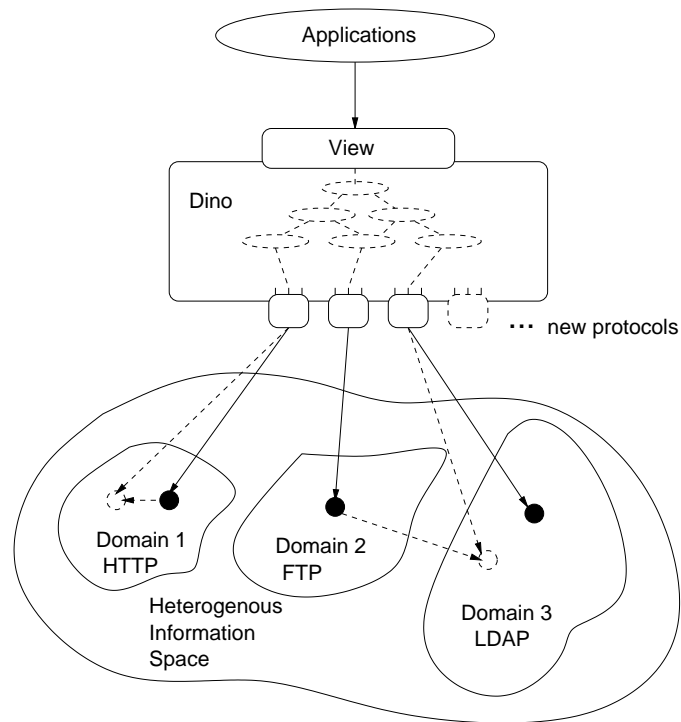 Applications
View
Dino
... new protocols
Domain 1
HTTP
Domain 2
FTP
Domain 3
LDAP
Heterogenous
Information
Space